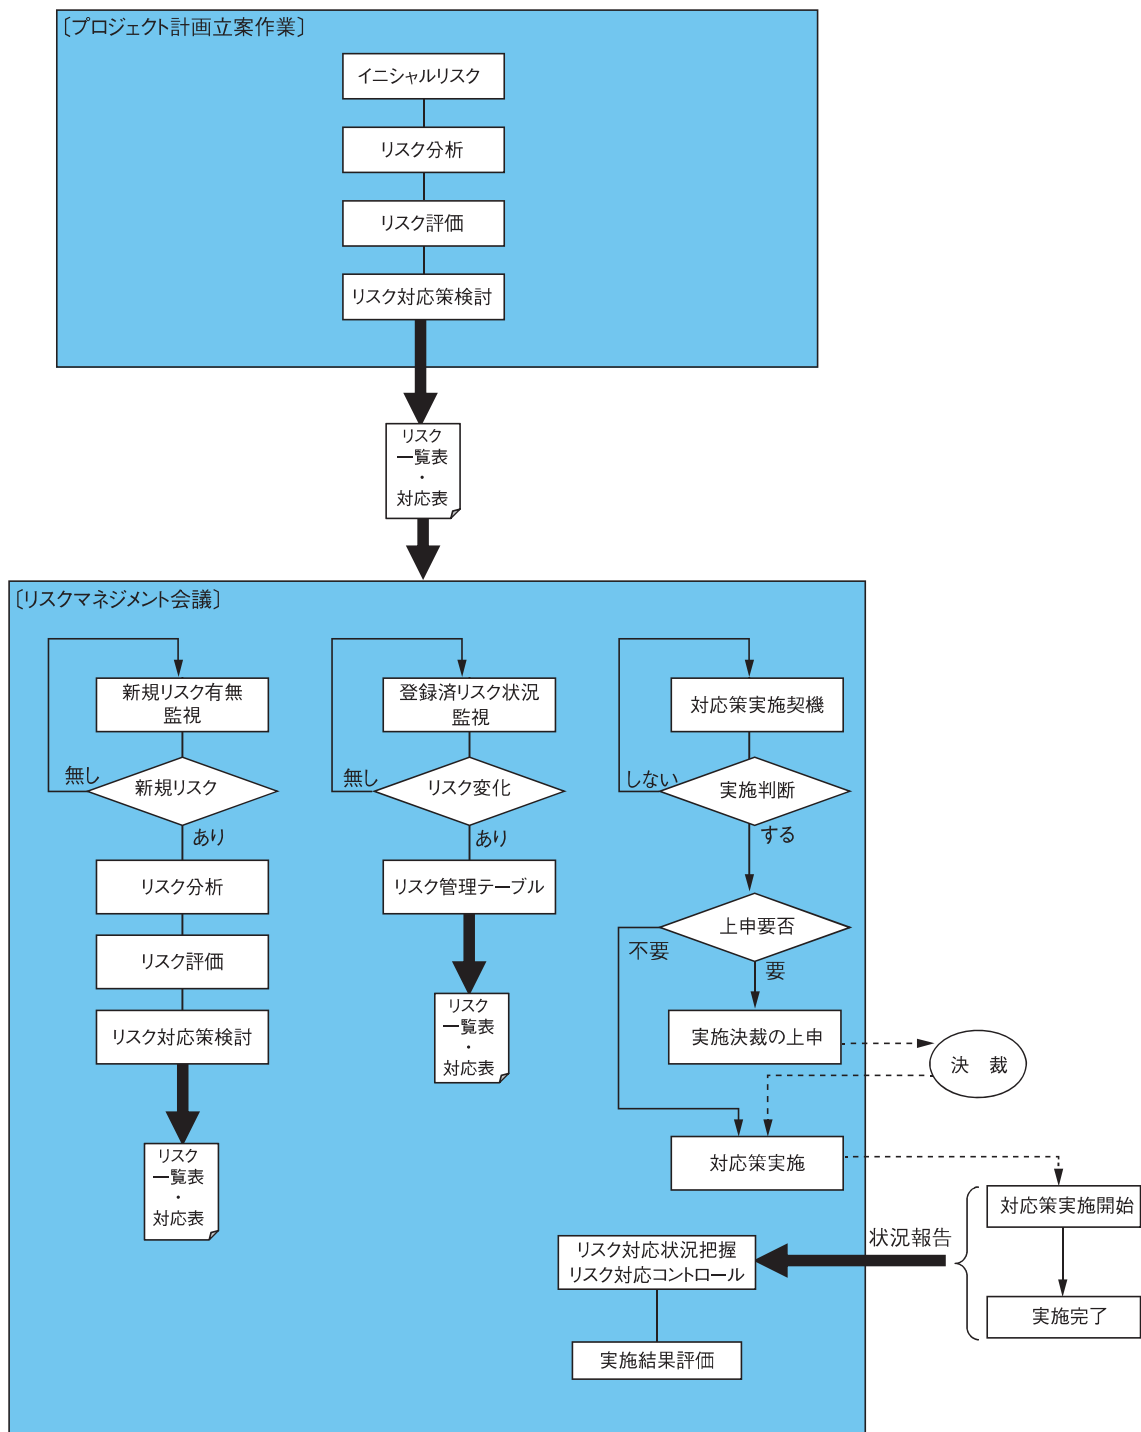 〔プロジェクト計画立案作業〕
イニシャルリスク
リスク分析
リスク評価
リスク対応策検討
リスク
一覧表
・
対応表
〔リスクマネジメント会議〕
新規リスク有無
監視
無し
新規リスク
あり
リスク分析
リスク評価
リスク対応策検討
リスク
一覧表
・
対応表
登録済リスク状況
監視
無し
リスク変化
あり
リスク管理テーブル
リスク
一覧表
・
対応表
対応策実施契機
しない
実施判断
する
上申要否
不要
要
実施決裁の上申
決　裁
対応策実施
対応策実施開始
状況報告
実施完了
リスク対応状況把握
リスク対応コントロール
実施結果評価